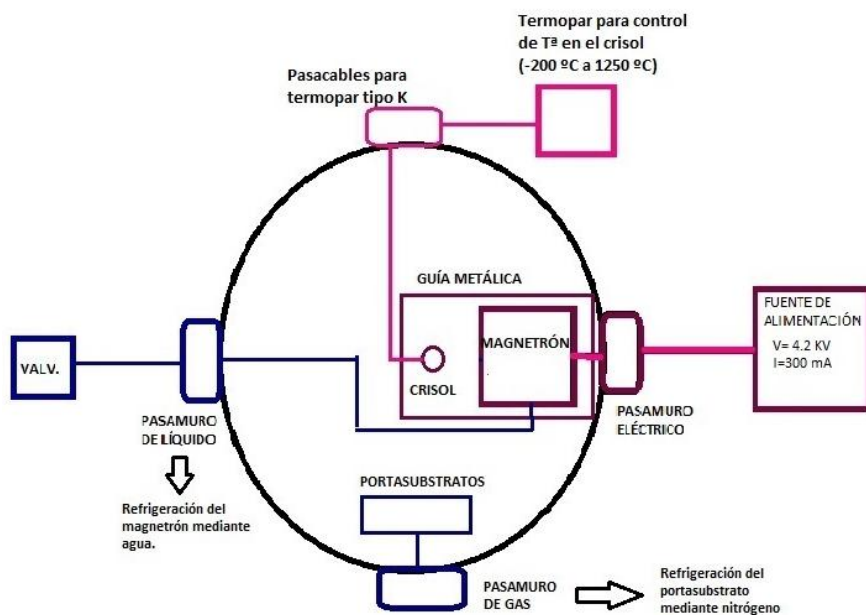 Termopar para control
de Tª en el crisol
(-200 ºC a 1250 ºC)
Pasacables para
termopar tipo K
GUÍA METÁLICA
MAGNETRÓN
CRISOL
FUENTE DE
ALIMENTACIÓN
V= 4.2 KV
I=300 mA
VALV.
PASAMURO
DE LÍQUIDO
PASAMURO
ELÉCTRICO
Refrigeración del
magnetrón mediante
agua.
PORTASUBSTRATOS
PASAMURO
DE GAS
Refrigeración del
portasubstrato
mediante nitrógeno